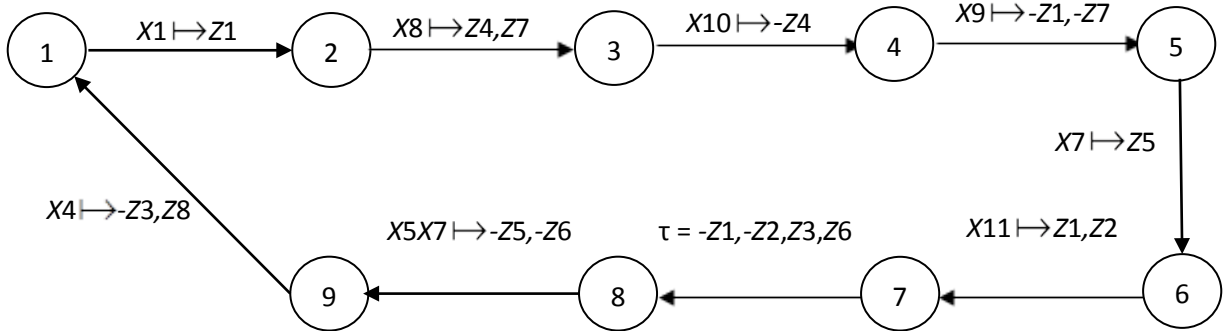 X1↦Z1
X8↦Z4,Z7
X10↦-Z4
X9↦-Z1,-Z7
1
2
3
4
5
X7↦Z5
X4↦-Z3,Z8
X5X7↦-Z5,-Z6
τ = -Z1,-Z2,Z3,Z6
X11↦Z1,Z2
9
8
7
6